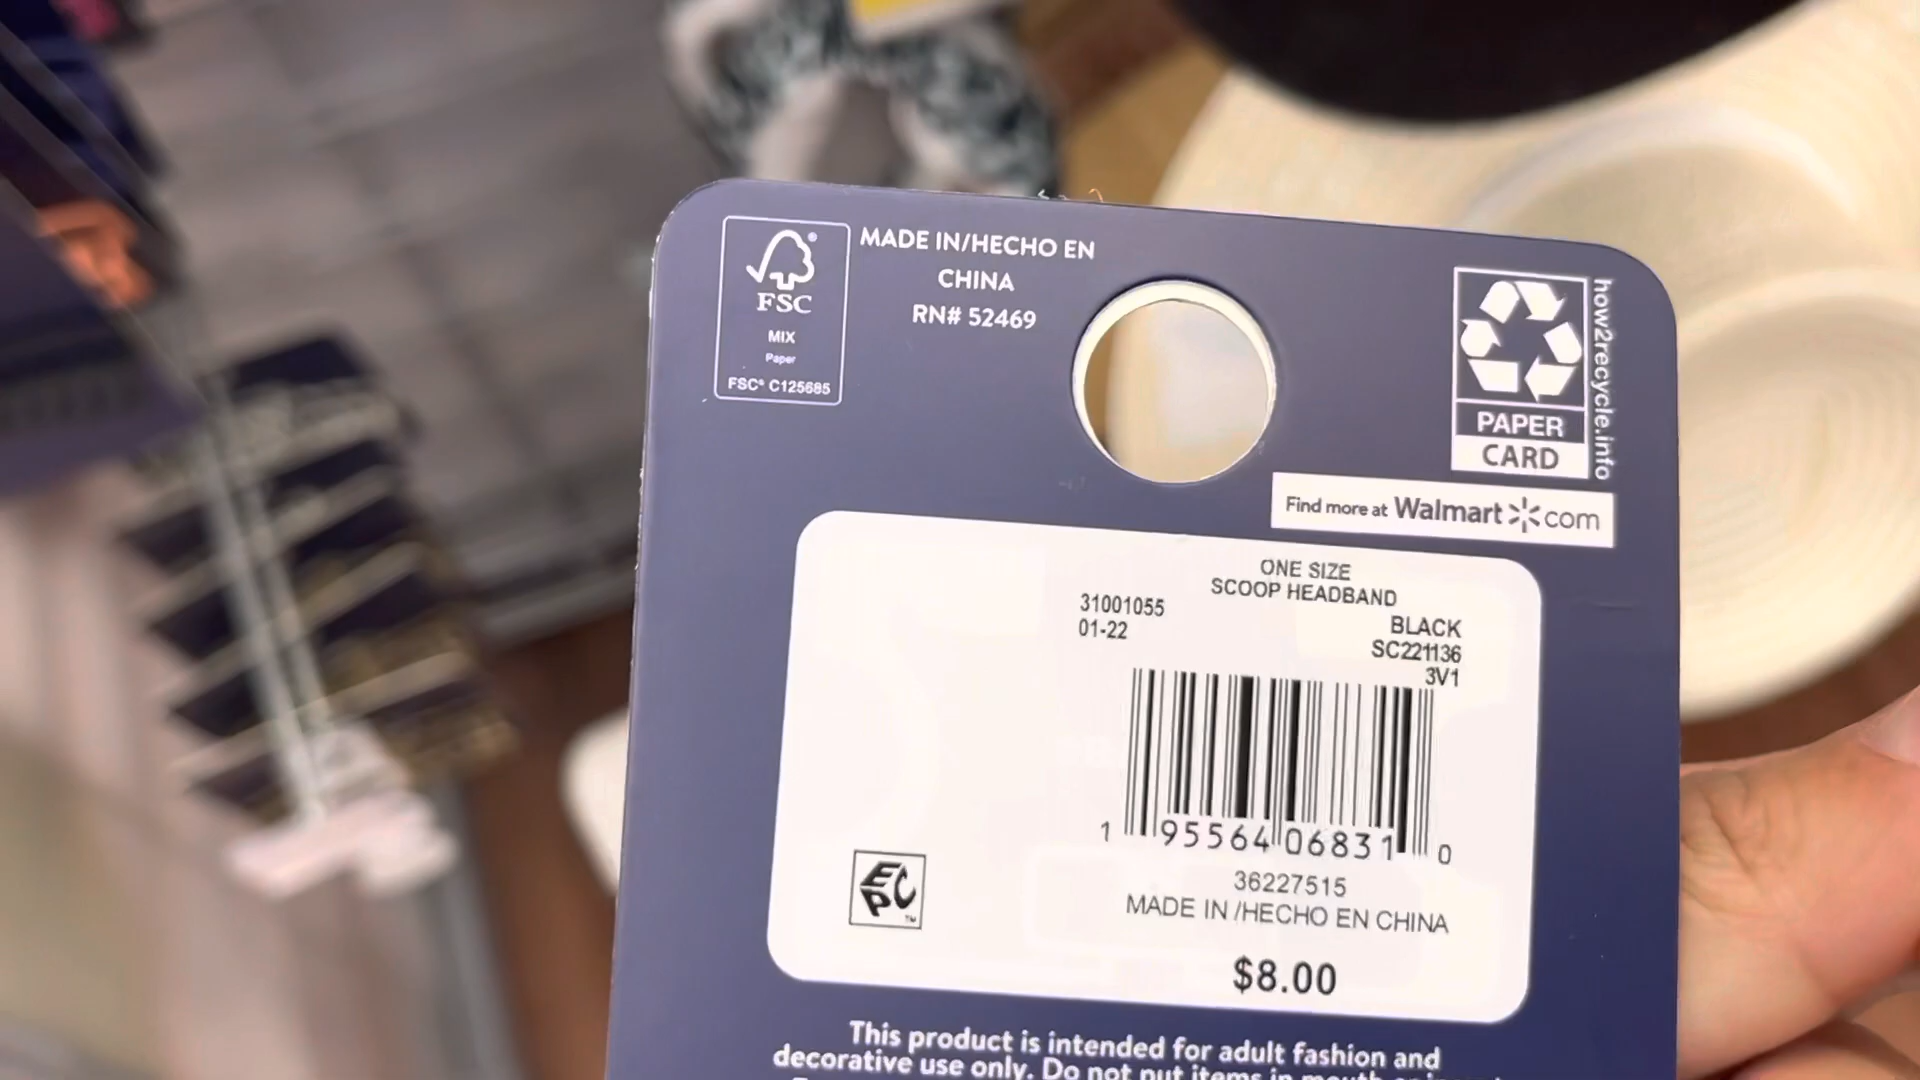 FSC
MIX
Paper
FSC® C125685
MADE IN/HECHO EN
CHINA
RN# 52469
PAPER
CARD
how2recycle.info
Find more at Walmart com
ONE SIZE
SCOOP HEADBAND
31001055
01-22
BLACK
SC221136
3V1
1 95564 06831 0
36227515
MADE IN /HECHO EN CHINA
EPC™
$8.00
This product is intended for adult fashion and
decorative use only. Do not put items in mouth